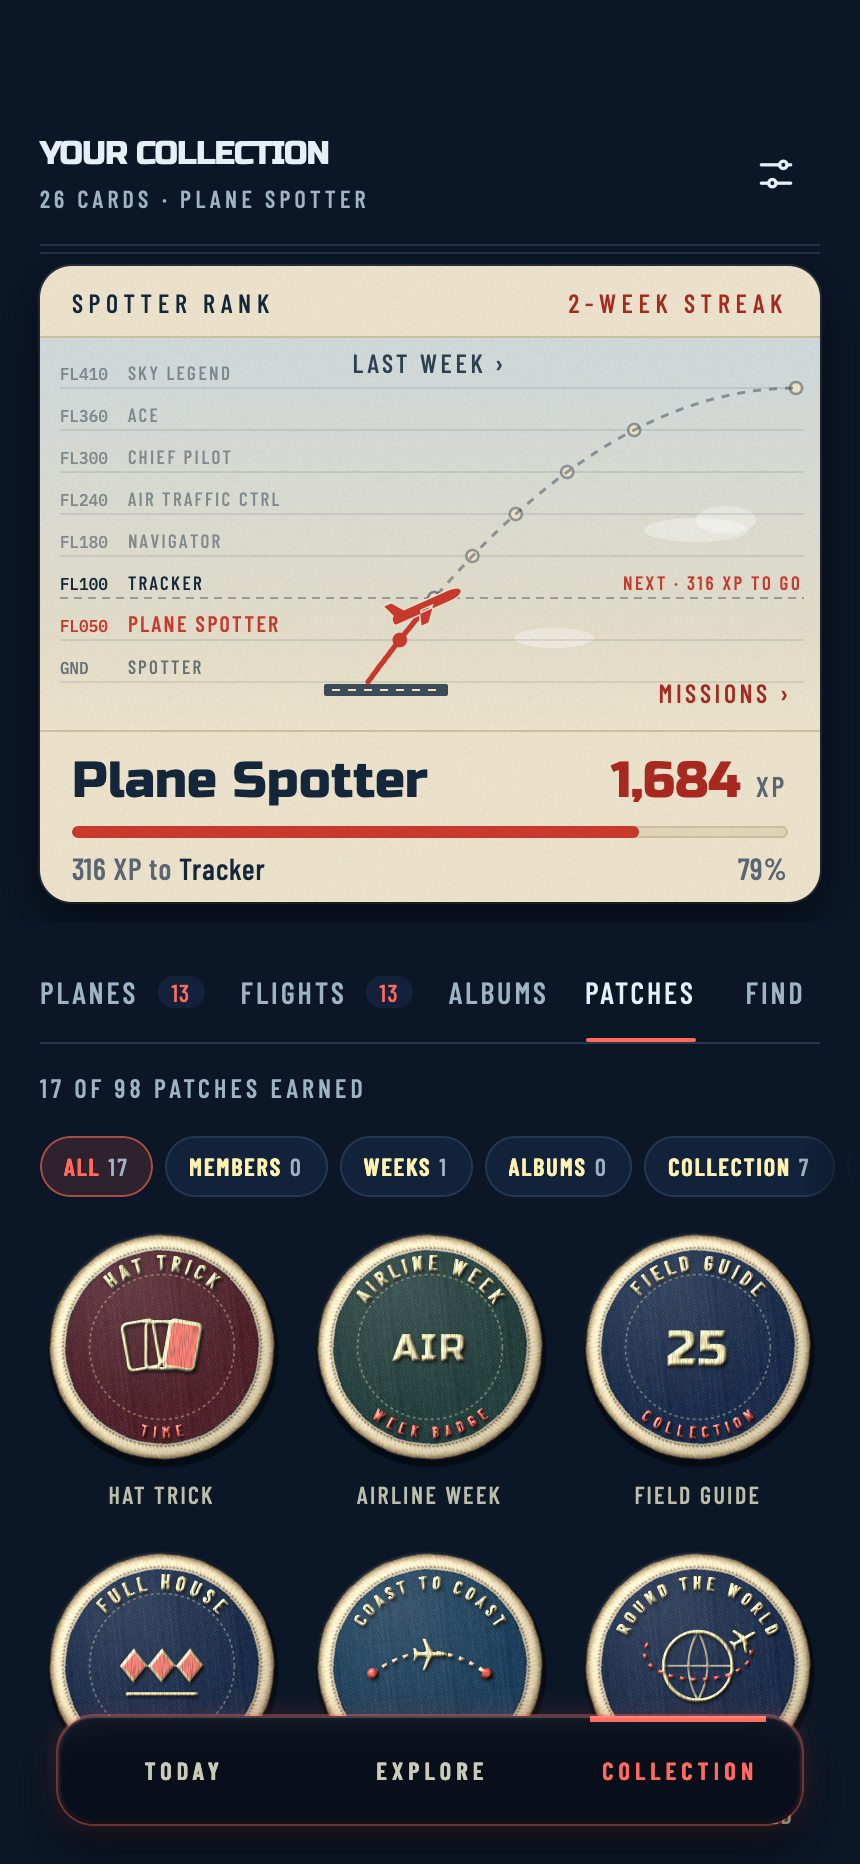 YOUR COLLECTION
26 CARDS · PLANE SPOTTER
SPOTTER RANK
2-WEEK STREAK
LAST WEEK ›
FL410 SKY LEGEND
FL360 ACE
FL300 CHIEF PILOT
FL240 AIR TRAFFIC CTRL
FL180 NAVIGATOR
FL100 TRACKER
NEXT · 316 XP TO GO
FL050 PLANE SPOTTER
GND SPOTTER
MISSIONS ›
Plane Spotter
1,684 XP
316 XP to Tracker
79%
PLANES 13 FLIGHTS 13 ALBUMS PATCHES FIND
17 OF 98 PATCHES EARNED
ALL 17 MEMBERS 0 WEEKS 1 ALBUMS 0 COLLECTION 7
HAT TRICK
TIME
HAT TRICK
AIRLINE WEEK
AIR
WEEK BADGE
AIRLINE WEEK
FIELD GUIDE
25
COLLECTION
FIELD GUIDE
FULL HOUSE
COAST TO COAST
ROUND THE WORLD
TODAY EXPLORE COLLECTION